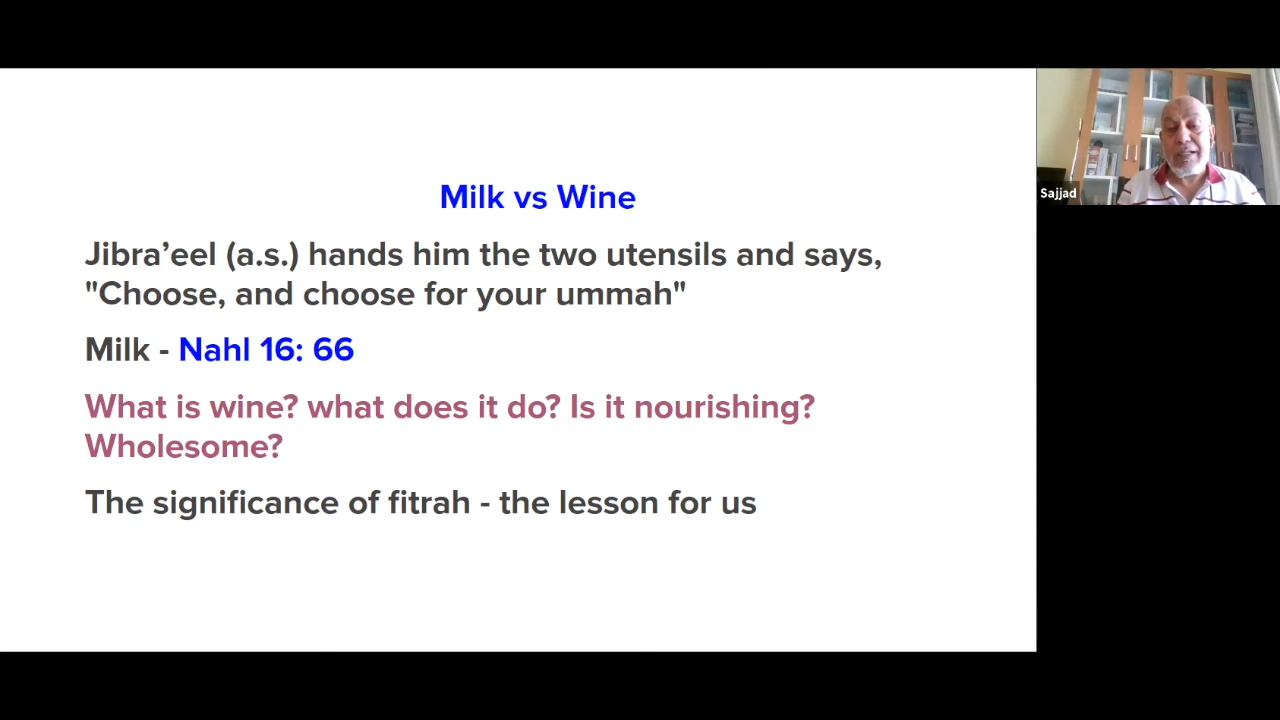 Milk vs Wine
Jibra’eel (a.s.) hands him the two utensils and says,
"Choose, and choose for your ummah"
Milk - Nahl 16: 66
What is wine? what does it do? Is it nourishing?
Wholesome?
The significance of fitrah - the lesson for us
Sajjad